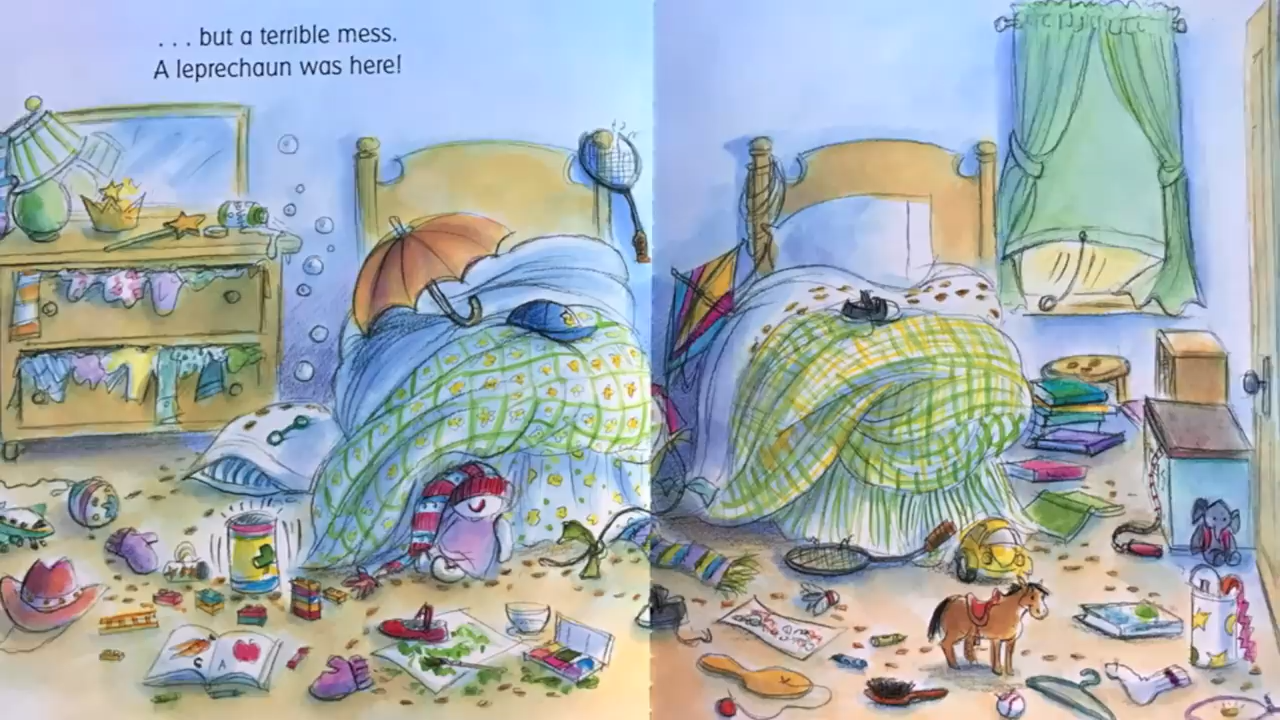 . . . but a terrible mess.
A leprechaun was here!
C A